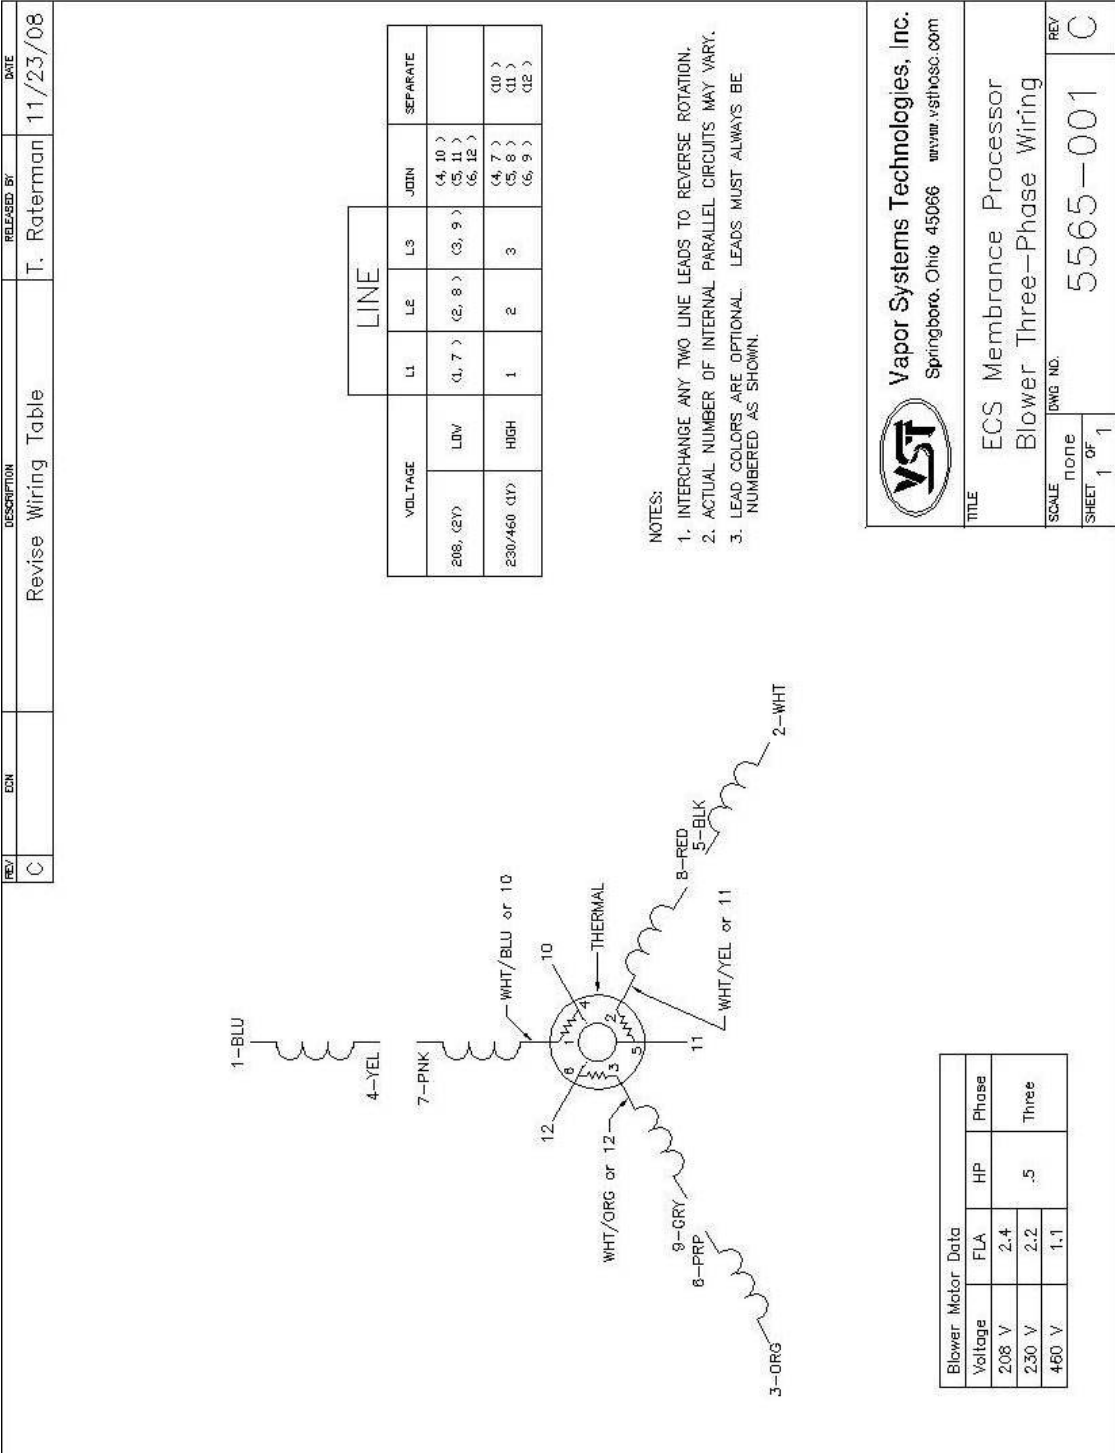 REV ECN DESCRIPTION RELEASED BY DATE
C Revise Wiring Table T. Raterman 11/23/08
LINE
VOLTAGE L1 L2 L3 JOIN SEPARATE
208, (2Y) LOW (1, 7 ) (2, 8 ) (3, 9 ) (4, 10 )
(5, 11 )
(6, 12 )
230/460 (1Y) HIGH 1 2 3 (4, 7 ) (10 )
(5, 8 ) (11 )
(6, 9 ) (12 )
NOTES:
1. INTERCHANGE ANY TWO LINE LEADS TO REVERSE ROTATION.
2. ACTUAL NUMBER OF INTERNAL PARALLEL CIRCUITS MAY VARY.
3. LEAD COLORS ARE OPTIONAL. LEADS MUST ALWAYS BE
NUMBERED AS SHOWN.
1-BLU
4-YEL
7-PNK
WHT/BLU or 10
12
10
6
1
4
THERMAL
3
2
5
WHT/ORG or 12
11
9-GRY
8-RED
6-PRP
5-BLK
WHT/YEL or 11
3-ORG
2-WHT
Blower Motor Data
Voltage FLA HP Phase
208 V 2.4
230 V 2.2 .5 Three
460 V 1.1
VST Vapor Systems Technologies, Inc.
Springboro, Ohio 45066 www.vsthose.com
TITLE
ECS Membrance Processor
Blower Three-Phase Wiring
SCALE none DWG NO. REV
SHEET 1 OF 1 5565-001 C